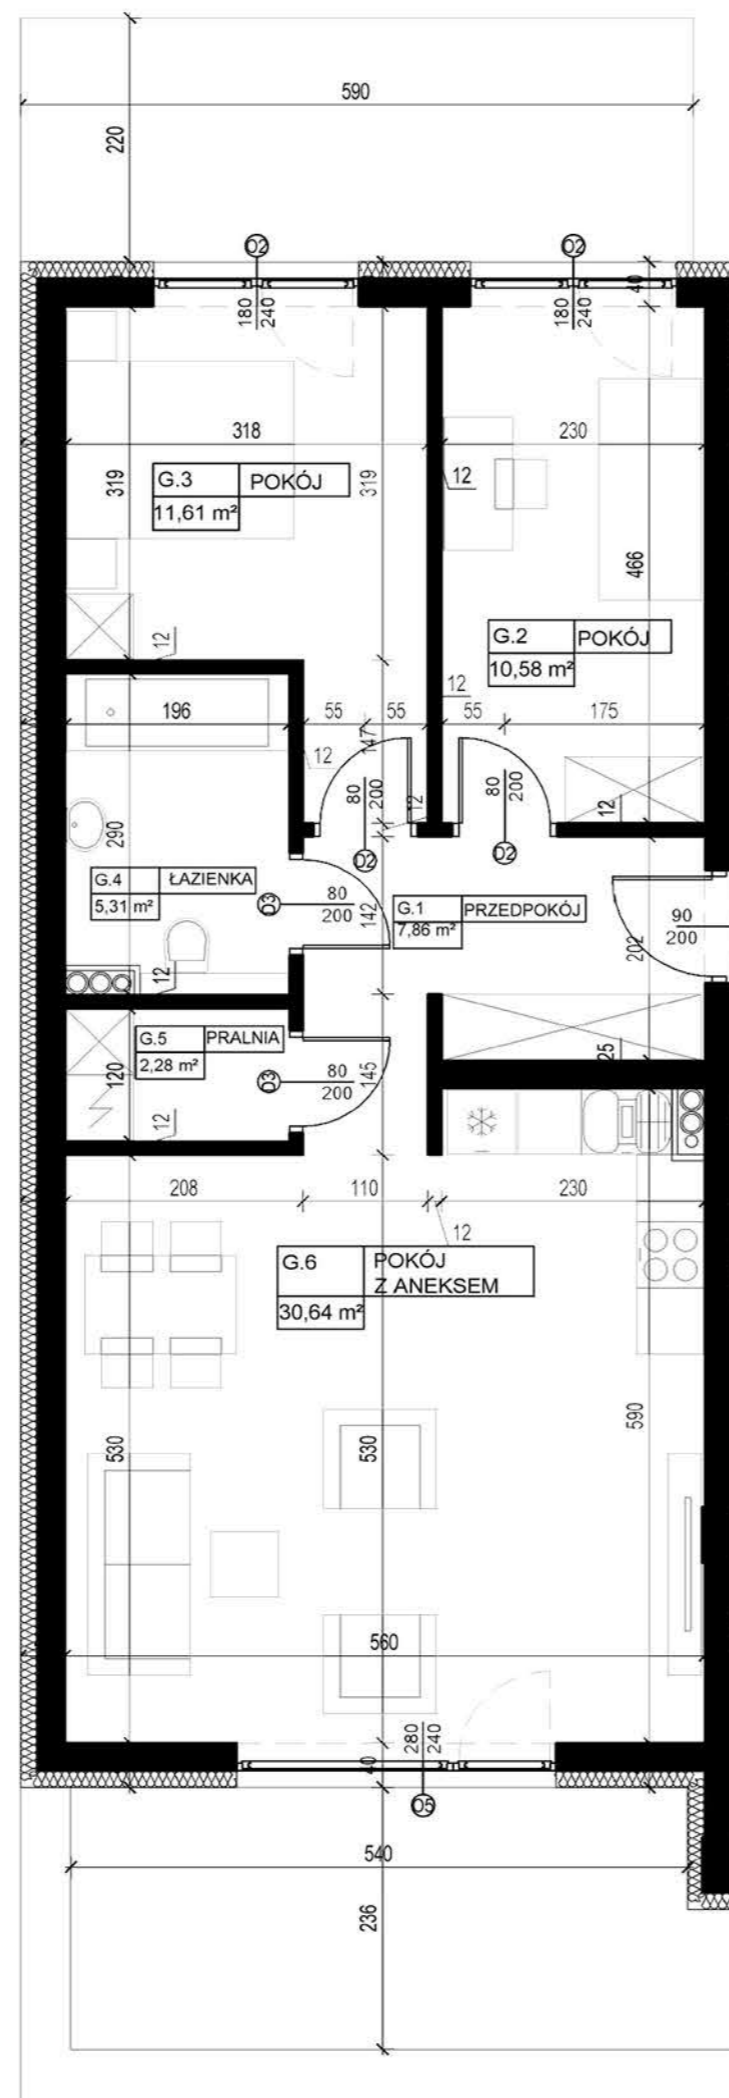 590
220
O2
O2
180
240
180
240
40
318
230
319
319
G.3 POKÓJ
11,61 m²
12
466
G.2 POKÓJ
10,58 m²
12
12
196
55
55
55
175
147
12
80
200
12
80
200
12
290
O2
O2
G.4 ŁAZIENKA
5,31 m²
O3
80
200
142
G.1 PRZEDPOKÓJ
7,86 m²
90
200
202
12
G.5 PRALNIA
2,28 m²
120
O3
80
200
145
25
12
208
110
230
12
G.6 POKÓJ
Z ANEKSEM
30,64 m²
530
530
590
560
280
240
40
O5
540
236